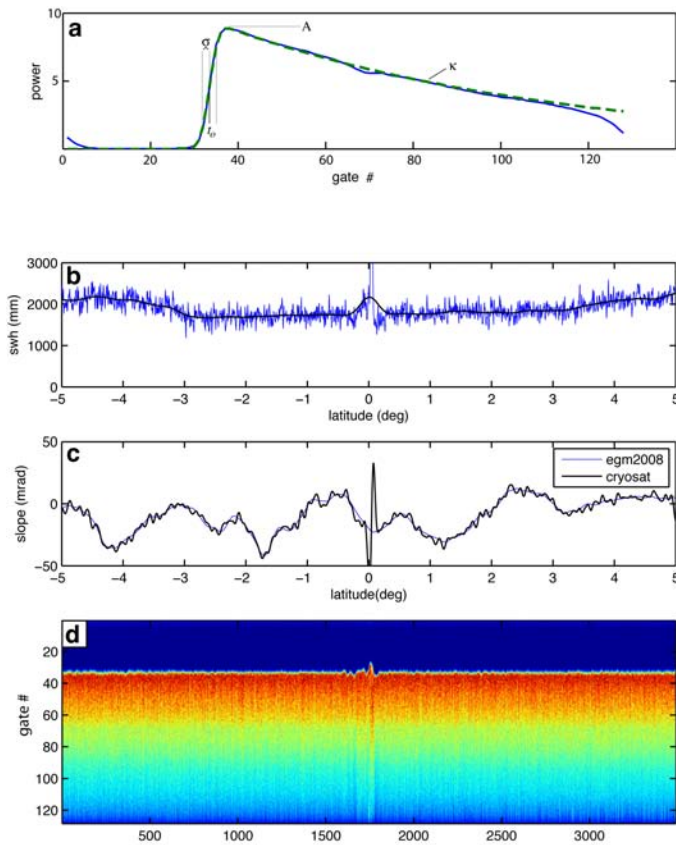 a
10
A
σ
power
5
κ
t₀
0
20
40
60
80
100
120
gate #
b
3000
swh (mm)
2000
1000
0
−5 −4 −3 −2 −1 0 1 2 3 4 5
latitude (deg)
c
50
egm2008
cryosat
slope (mrad)
0
−50
−5 −4 −3 −2 −1 0 1 2 3 4 5
latitude(deg)
d
20
40
gate #
60
80
100
120
500 1000 1500 2000 2500 3000